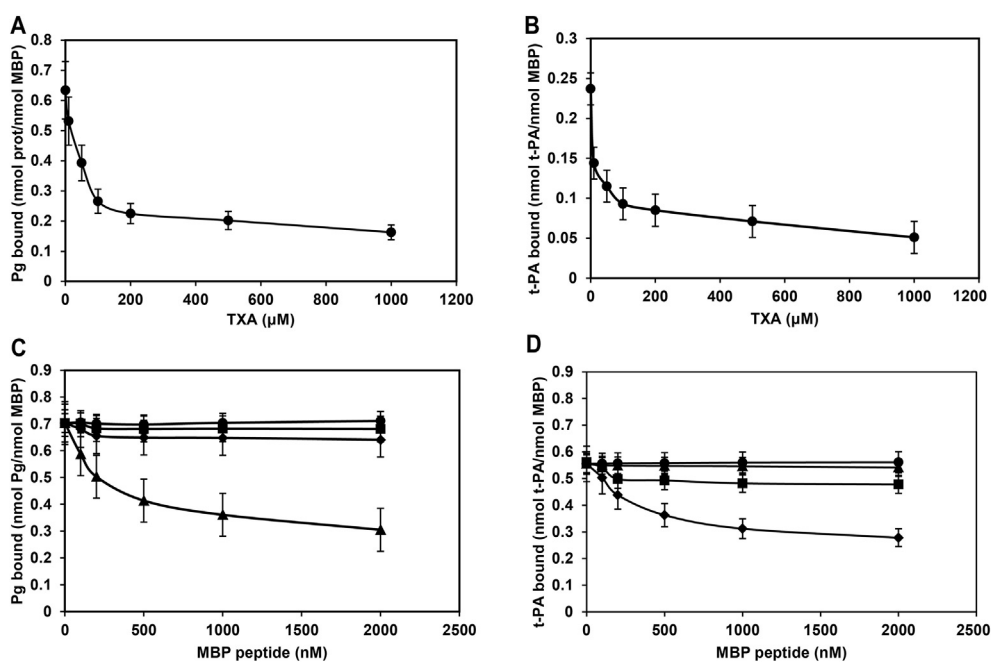 A
Pg bound (nmol prot/nmol MBP)
0.8
0.7
0.6
0.5
0.4
0.3
0.2
0.1
0
0 200 400 600 800 1000 1200
TXA (µM)
B
t-PA bound (nmol t-PA/nmol MBP)
0.3
0.25
0.20
0.15
0.1
0.05
0
0 200 400 600 800 1000 1200
TXA (µM)
C
Pg bound (nmol Pg/nmol MBP)
0.9
0.8
0.7
0.6
0.5
0.4
0.3
0.2
0.1
0
0 500 1000 1500 2000 2500
MBP peptide (nM)
D
t-PA bound (nmol t-PA/nmol MBP)
0.9
0.8
0.7
0.6
0.5
0.4
0.3
0.2
0.1
0
0 500 1000 1500 2000 2500
MBP peptide (nM)